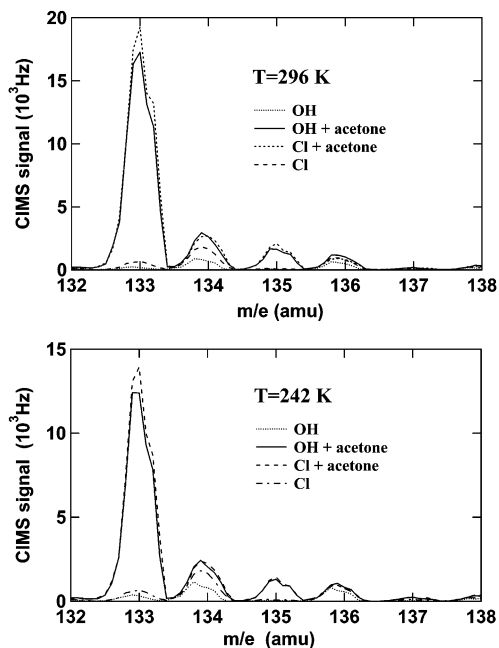 20
15
10
5
0
CIMS signal (10³Hz)
T=296 K
OH
OH + acetone
Cl + acetone
Cl
132 133 134 135 136 137 138
m/e (amu)
15
10
5
0
CIMS signal (10³Hz)
T=242 K
OH
OH + acetone
Cl + acetone
Cl
132 133 134 135 136 137 138
m/e (amu)